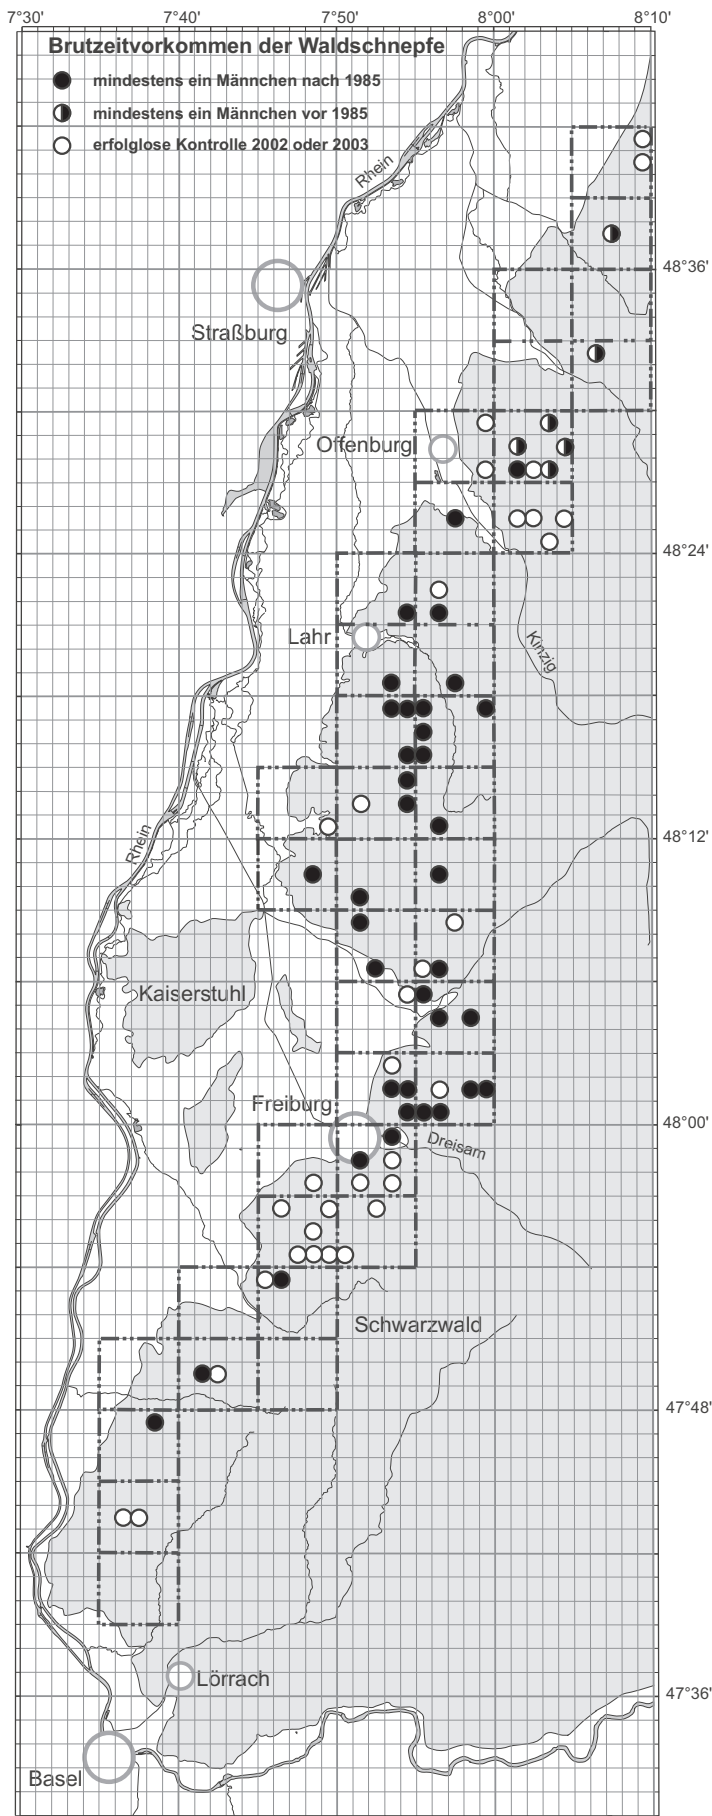 7°30' 7°40' 7°50' 8°00' 8°10'
Brutzeitvorkommen der Waldschnepfe
mindestens ein Männchen nach 1985
mindestens ein Männchen vor 1985
erfolglose Kontrolle 2002 oder 2003
Rhein
48°36'
Straßburg
Offenburg
48°24'
Lahr
Kinzig
Rhein
48°12'
Kaiserstuhl
Freiburg
48°00'
Dreisam
Schwarzwald
47°48'
Lörrach
47°36'
Basel